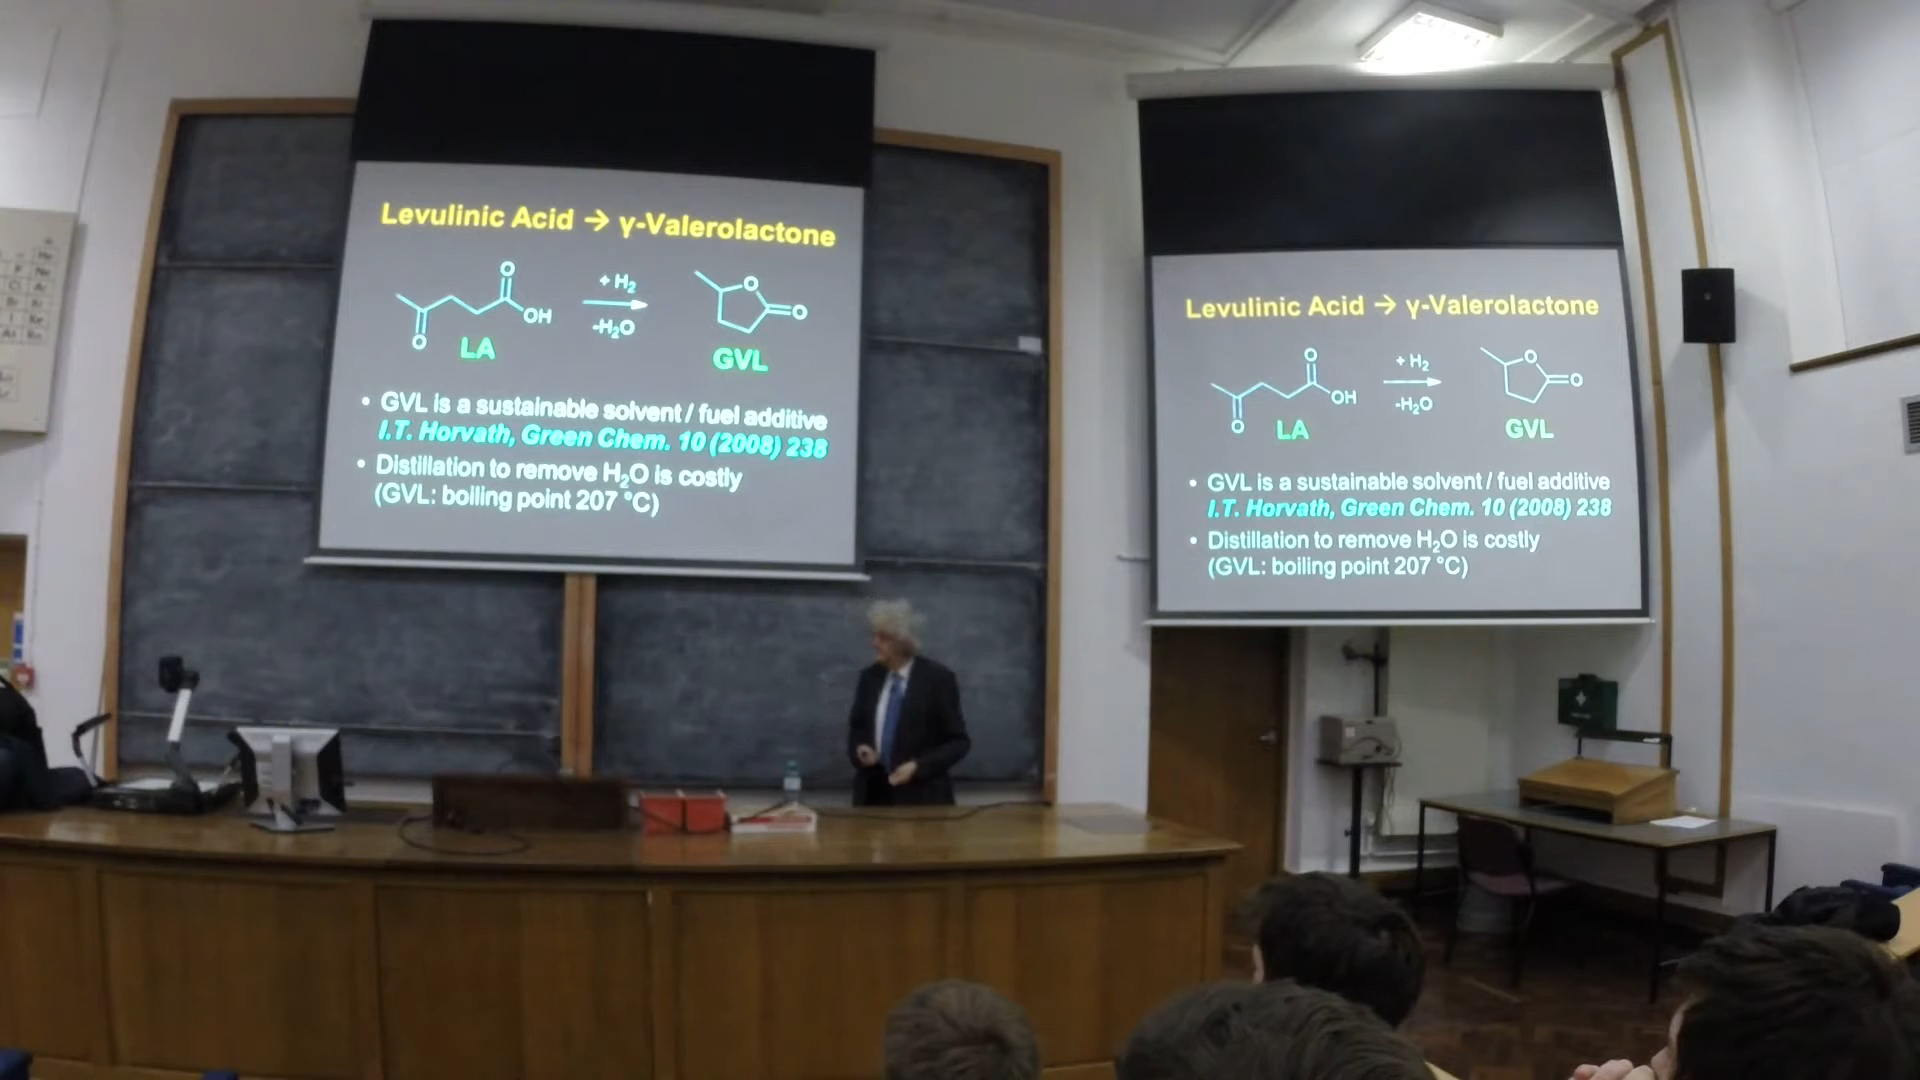 Levulinic Acid → γ-Valerolactone
O
OH
O
LA
+ H₂
-H₂O
O
O
GVL
• GVL is a sustainable solvent / fuel additive
I.T. Horvath, Green Chem. 10 (2008) 238
• Distillation to remove H₂O is costly
(GVL: boiling point 207 °C)
Levulinic Acid → γ-Valerolactone
O
OH
O
LA
+ H₂
-H₂O
O
O
GVL
• GVL is a sustainable solvent / fuel additive
I.T. Horvath, Green Chem. 10 (2008) 238
• Distillation to remove H₂O is costly
(GVL: boiling point 207 °C)